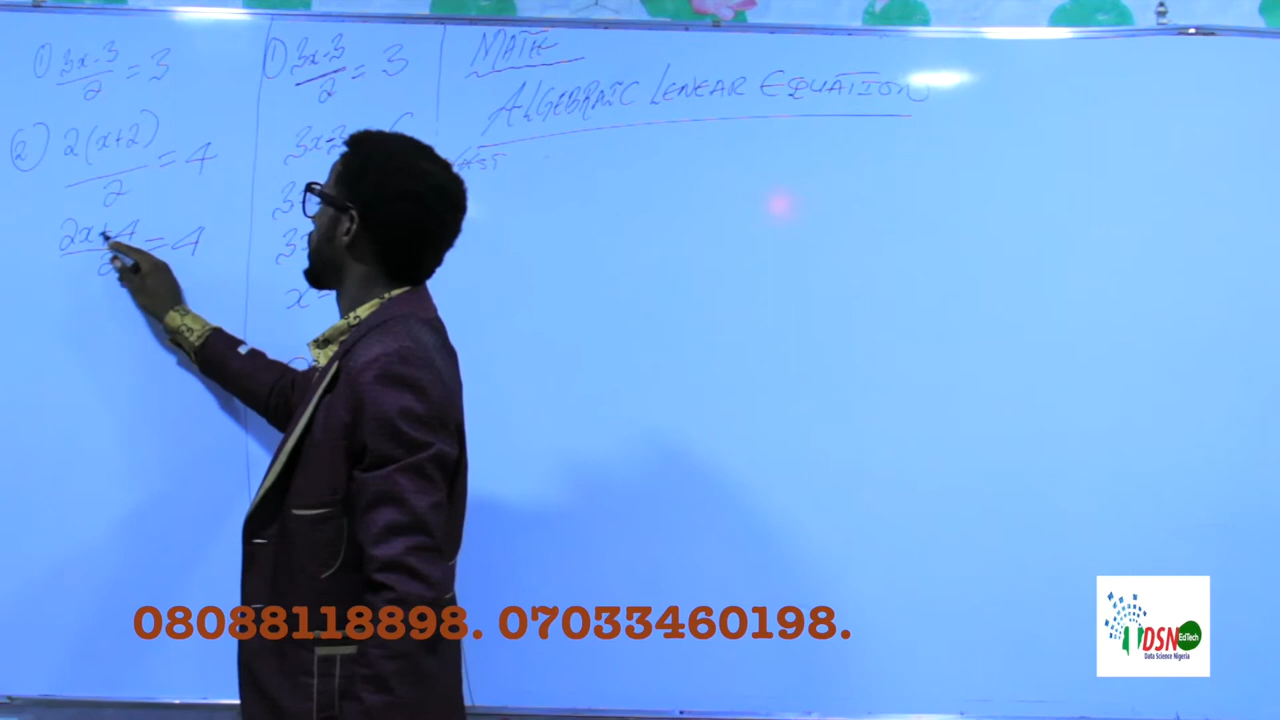 ① 3x-3/2 = 3
② 2(x+2)/2 = 4
2x+4/2 = 4
① 3x-3/2 = 3
MATH
ALGEBRAIC LENEAR EQUATION
08088118898. 07033460198.
DSN EdTech
Data Science Nigeria